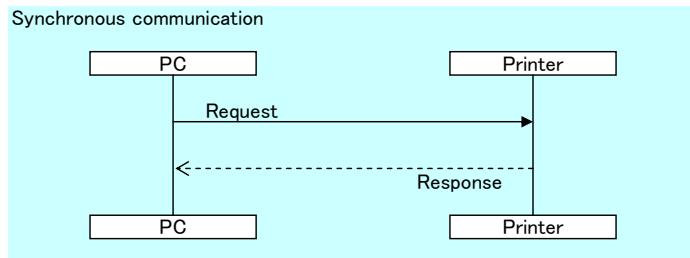 Synchronous communication
PC
Printer
Request
Response
PC
Printer